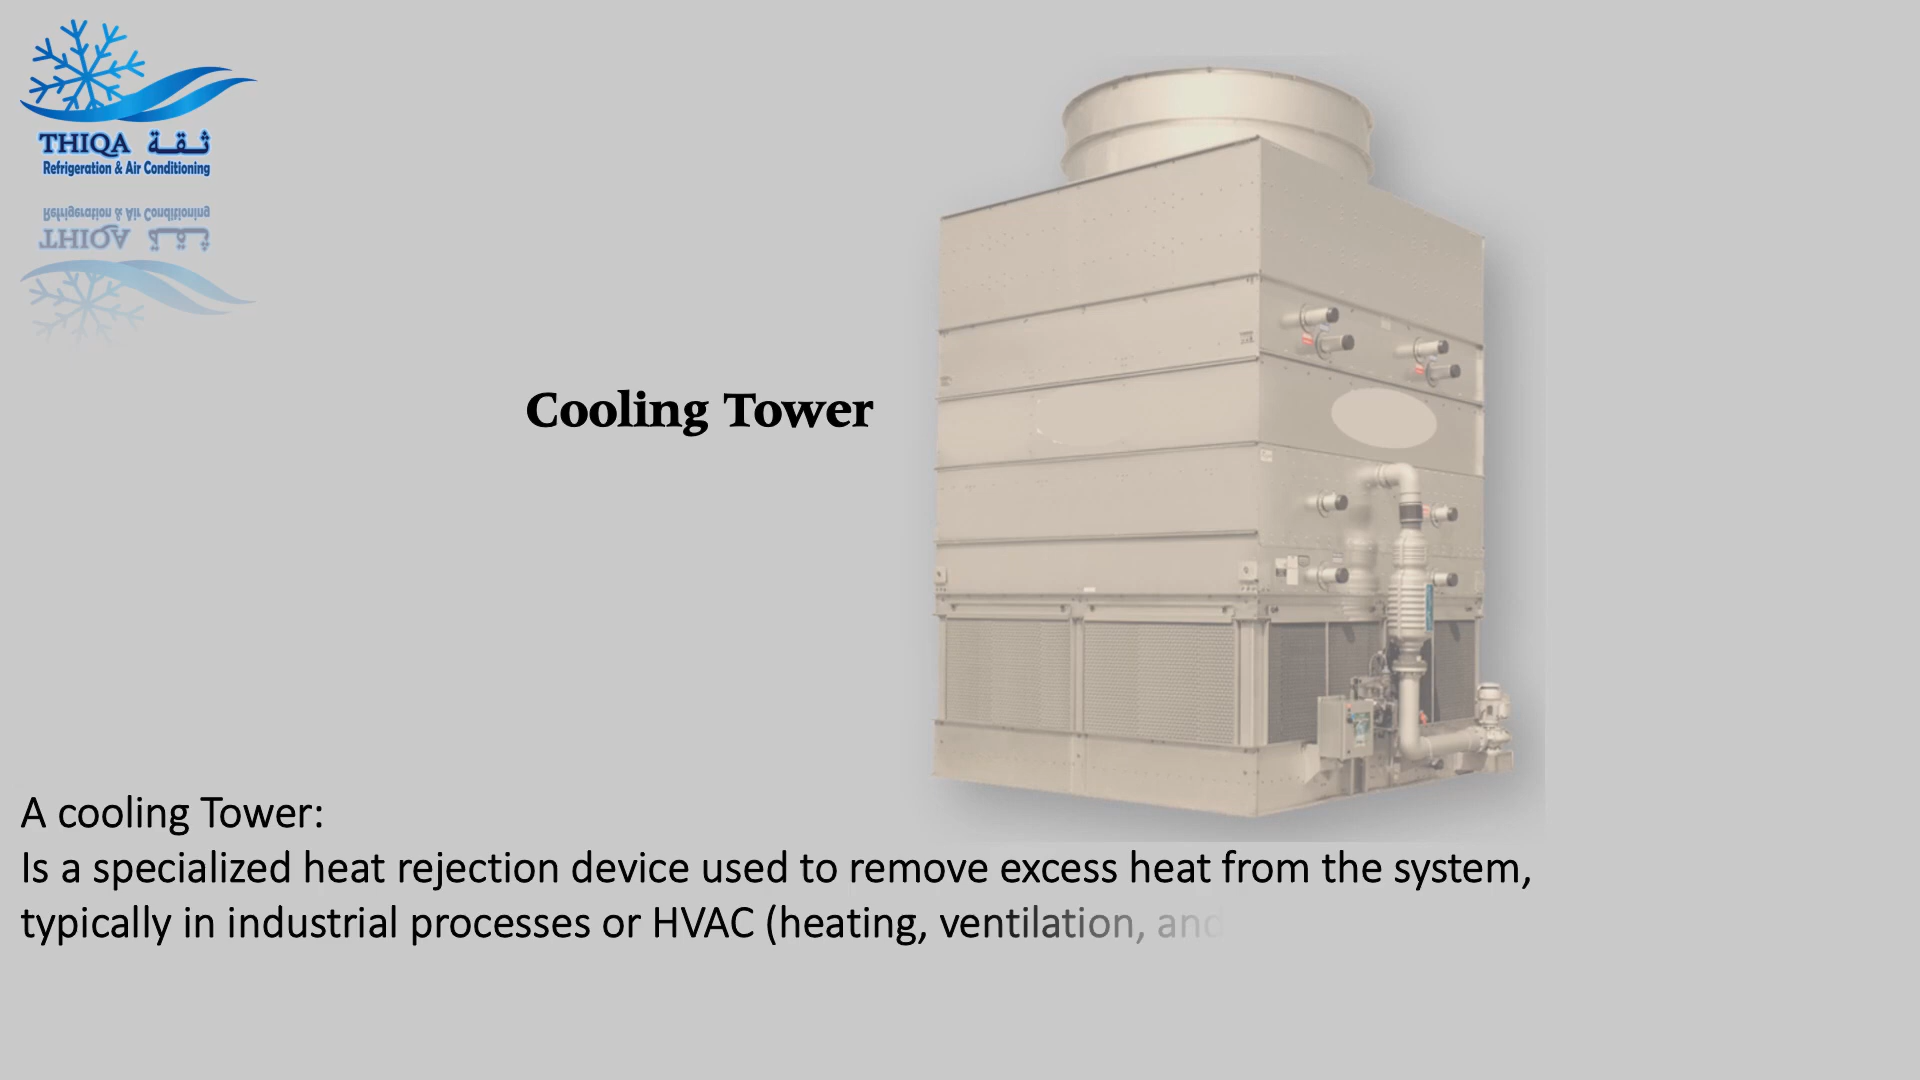 THIQA ثقة
Refrigeration & Air Conditioning
Cooling Tower
A cooling Tower:
Is a specialized heat rejection device used to remove excess heat from the system,
typically in industrial processes or HVAC (heating, ventilation, and